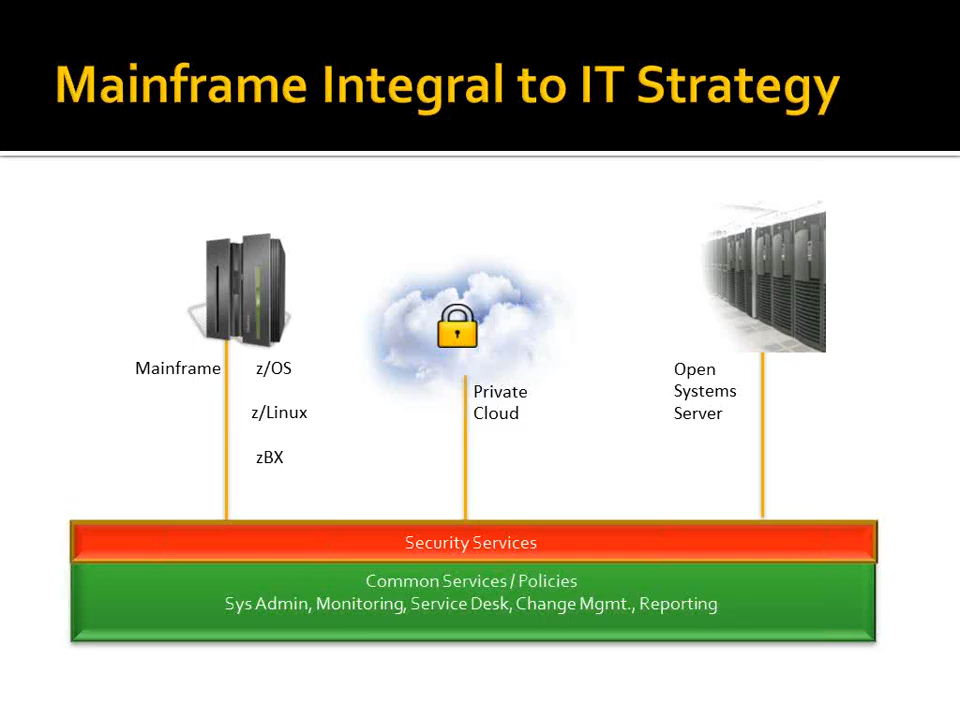 Mainframe Integral to IT Strategy
Mainframe
z/OS
z/Linux
zBX
Private
Cloud
Open
Systems
Server
Security Services
Common Services / Policies
Sys Admin, Monitoring, Service Desk, Change Mgmt., Reporting